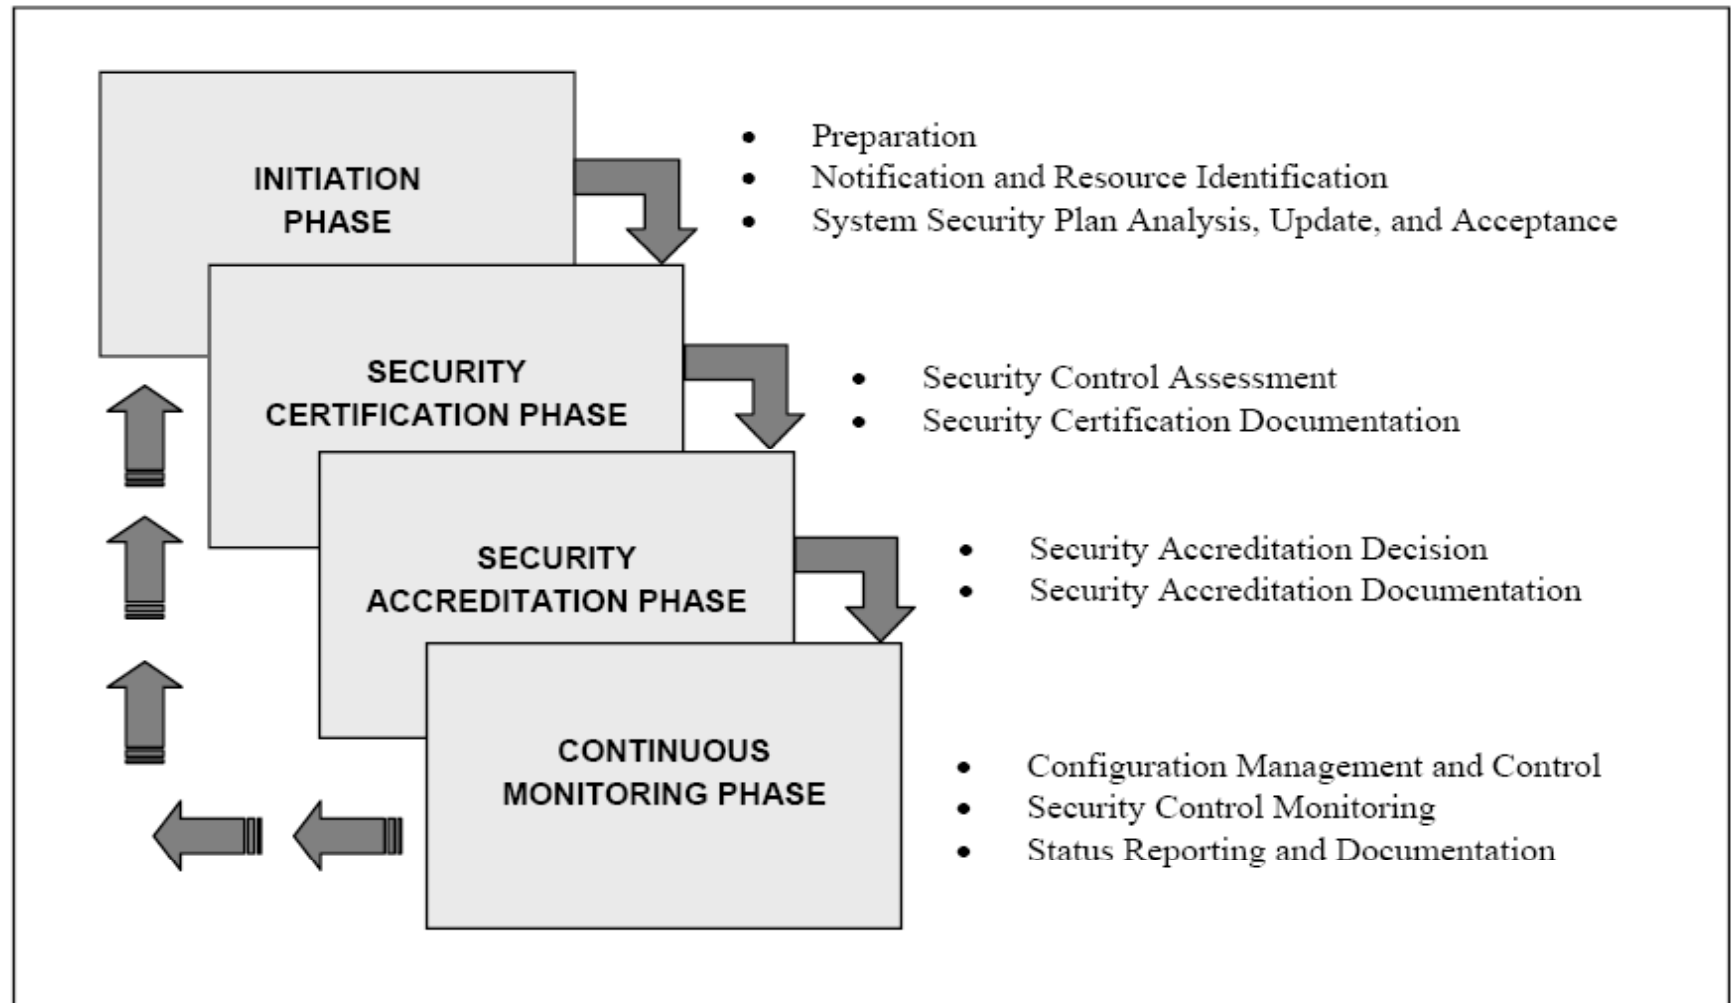 INITIATION
PHASE
• Preparation
• Notification and Resource Identification
• System Security Plan Analysis, Update, and Acceptance
SECURITY
CERTIFICATION PHASE
• Security Control Assessment
• Security Certification Documentation
SECURITY
ACCREDITATION PHASE
• Security Accreditation Decision
• Security Accreditation Documentation
CONTINUOUS
MONITORING PHASE
• Configuration Management and Control
• Security Control Monitoring
• Status Reporting and Documentation